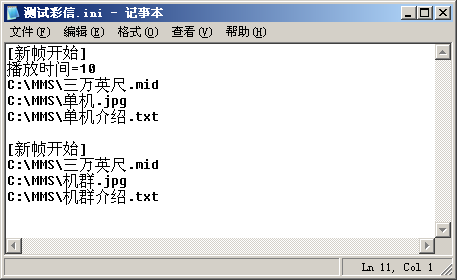 测试彩信.ini - 记事本
文件(F) 编辑(E) 格式(O) 查看(V) 帮助(H)
[新帧开始]
播放时间=10
C:\MMS\三万英尺.mid
C:\MMS\单机.jpg
C:\MMS\单机介绍.txt
[新帧开始]
C:\MMS\三万英尺.mid
C:\MMS\机群.jpg
C:\MMS\机群介绍.txt
Ln 11, Col 1